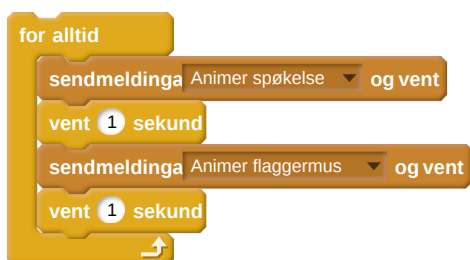 for alltid
sendmeldinga Animer spøkelse og vent
vent 1 sekund
sendmeldinga Animer flaggermus og vent
vent 1 sekund